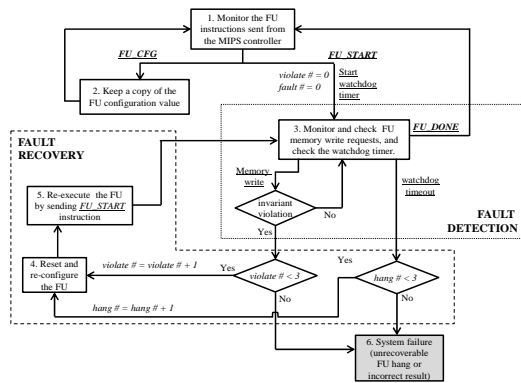 1. Monitor the FU
instructions sent from
the MIPS controller
FU_CFG
FU_START
violate # = 0
fault # = 0
Start
watchdog
timer
2. Keep a copy of the
FU configuration value
FAULT
RECOVERY
3. Monitor and check FU
memory write requests, and
check the watchdog timer.
FU_DONE
Memory
write
watchdog
timeout
5. Re-execute the FU
by sending FU_START
instruction
invariant
violation
No
FAULT
DETECTION
Yes
4. Reset and
re-configure
the FU
violate # = violate # + 1
Yes
violate # < 3
Yes
hang # < 3
hang # = hang # + 1
No
No
6. System failure
(unrecoverable
FU hang or
incorrect result)